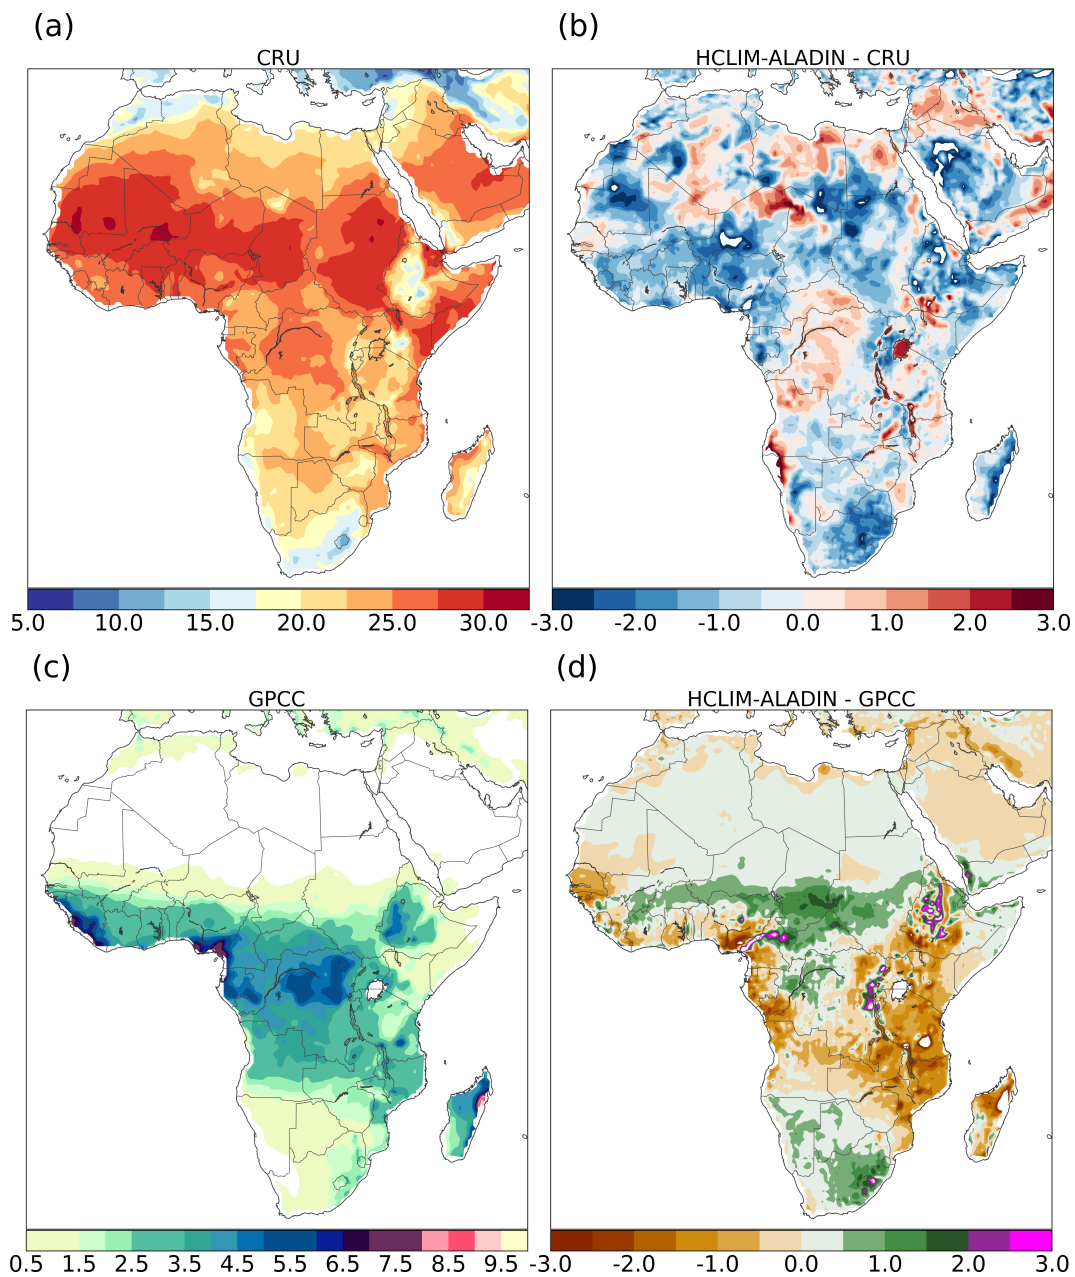 (a) (b)
CRU HCLIM-ALADIN - CRU
5.0 10.0 15.0 20.0 25.0 30.0 -3.0 -2.0 -1.0 0.0 1.0 2.0 3.0
(c) (d)
GPCC HCLIM-ALADIN - GPCC
0.5 1.5 2.5 3.5 4.5 5.5 6.5 7.5 8.5 9.5 -3.0 -2.0 -1.0 0.0 1.0 2.0 3.0